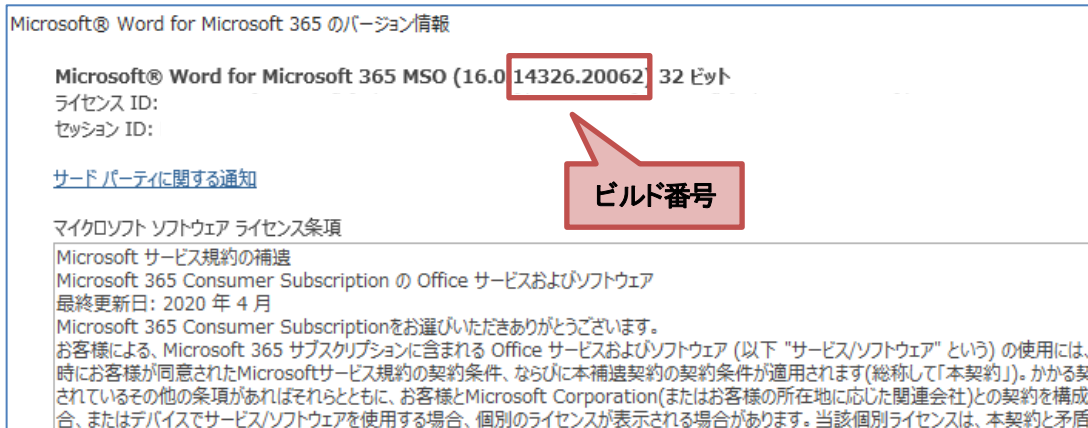 Microsoft® Word for Microsoft 365 のバージョン情報
Microsoft® Word for Microsoft 365 MSO (16.0.14326.20062) 32 ビット
ライセンス ID:
セッション ID:
サード パーティに関する通知
ビルド番号
マイクロソフト ソフトウェア ライセンス条項
Microsoft サービス規約の補遺
Microsoft 365 Consumer Subscription の Office サービスおよびソフトウェア
最終更新日: 2020 年 4 月
Microsoft 365 Consumer Subscriptionをお選びいただきありがとうございます。
お客様による、Microsoft 365 サブスクリプションに含まれる Office サービスおよびソフトウェア (以下 "サービス/ソフトウェア" という) の使用には、
時にお客様が同意されたMicrosoftサービス規約の契約条件、ならびに本補遺契約の契約条件が適用されます(総称して「本契約」)。かかる契
されているその他の条項があればそれらとともに、お客様とMicrosoft Corporation(またはお客様の所在地に応じた関連会社)との契約を構成
合、またはデバイスでサービス/ソフトウェアを使用する場合、個別のライセンスが表示される場合があります。当該個別ライセンスは、本契約と矛盾